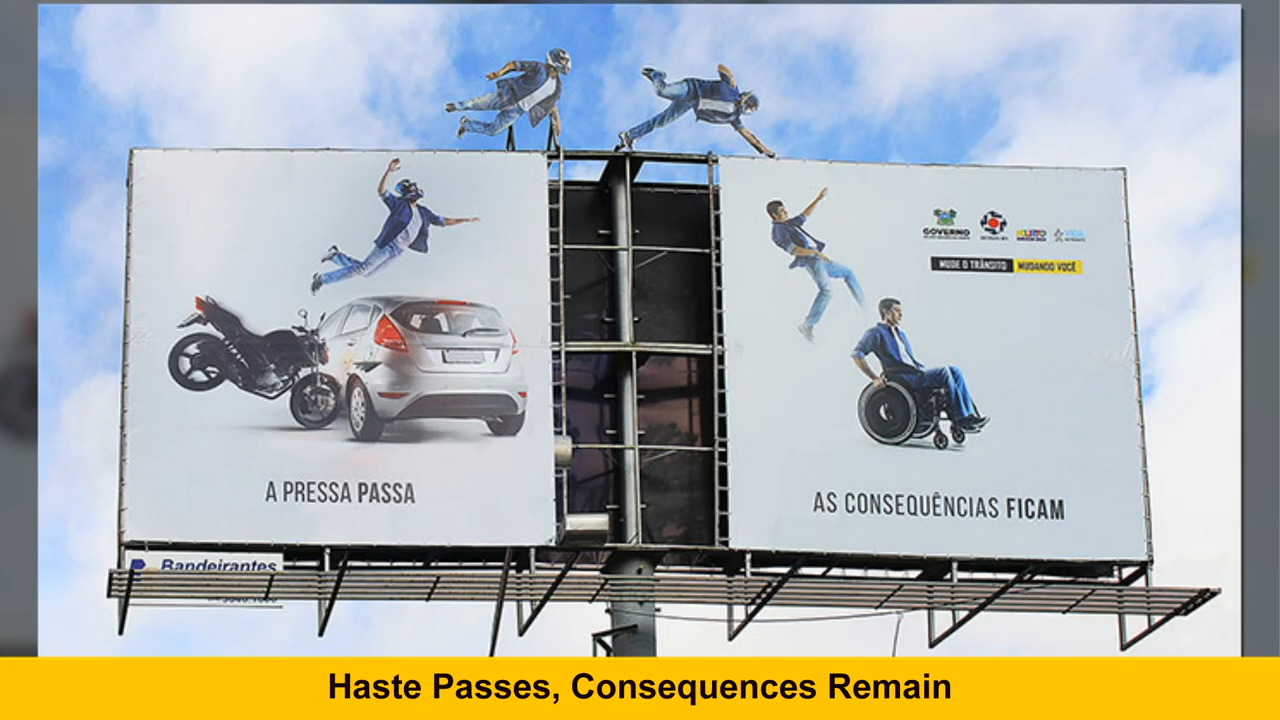 A PRESSA PASSA
GOVERNO
MUDE O TRÂNSITO MUDANDO VOCÊ
AS CONSEQUÊNCIAS FICAM
Bandeirantes
Haste Passes, Consequences Remain